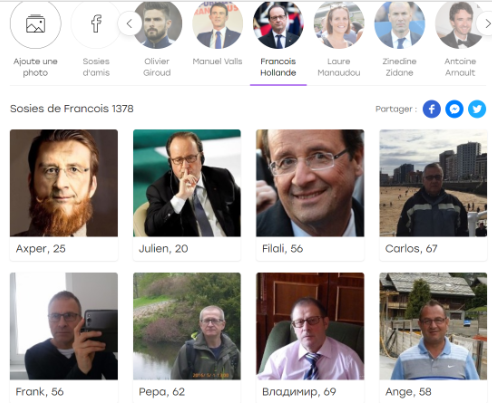 Ajoute une
photo
Sosies
d'amis
Olivier
Giroud
Manuel Valls
Francois
Hollande
Laure
Manaudou
Zinedine
Zidane
Antoine
Arnault
Sosies de Francois 1378
Partager :
Axper, 25
Julien, 20
Filali, 56
Carlos, 67
Frank, 56
Pepa, 62
Владимир, 69
Ange, 58